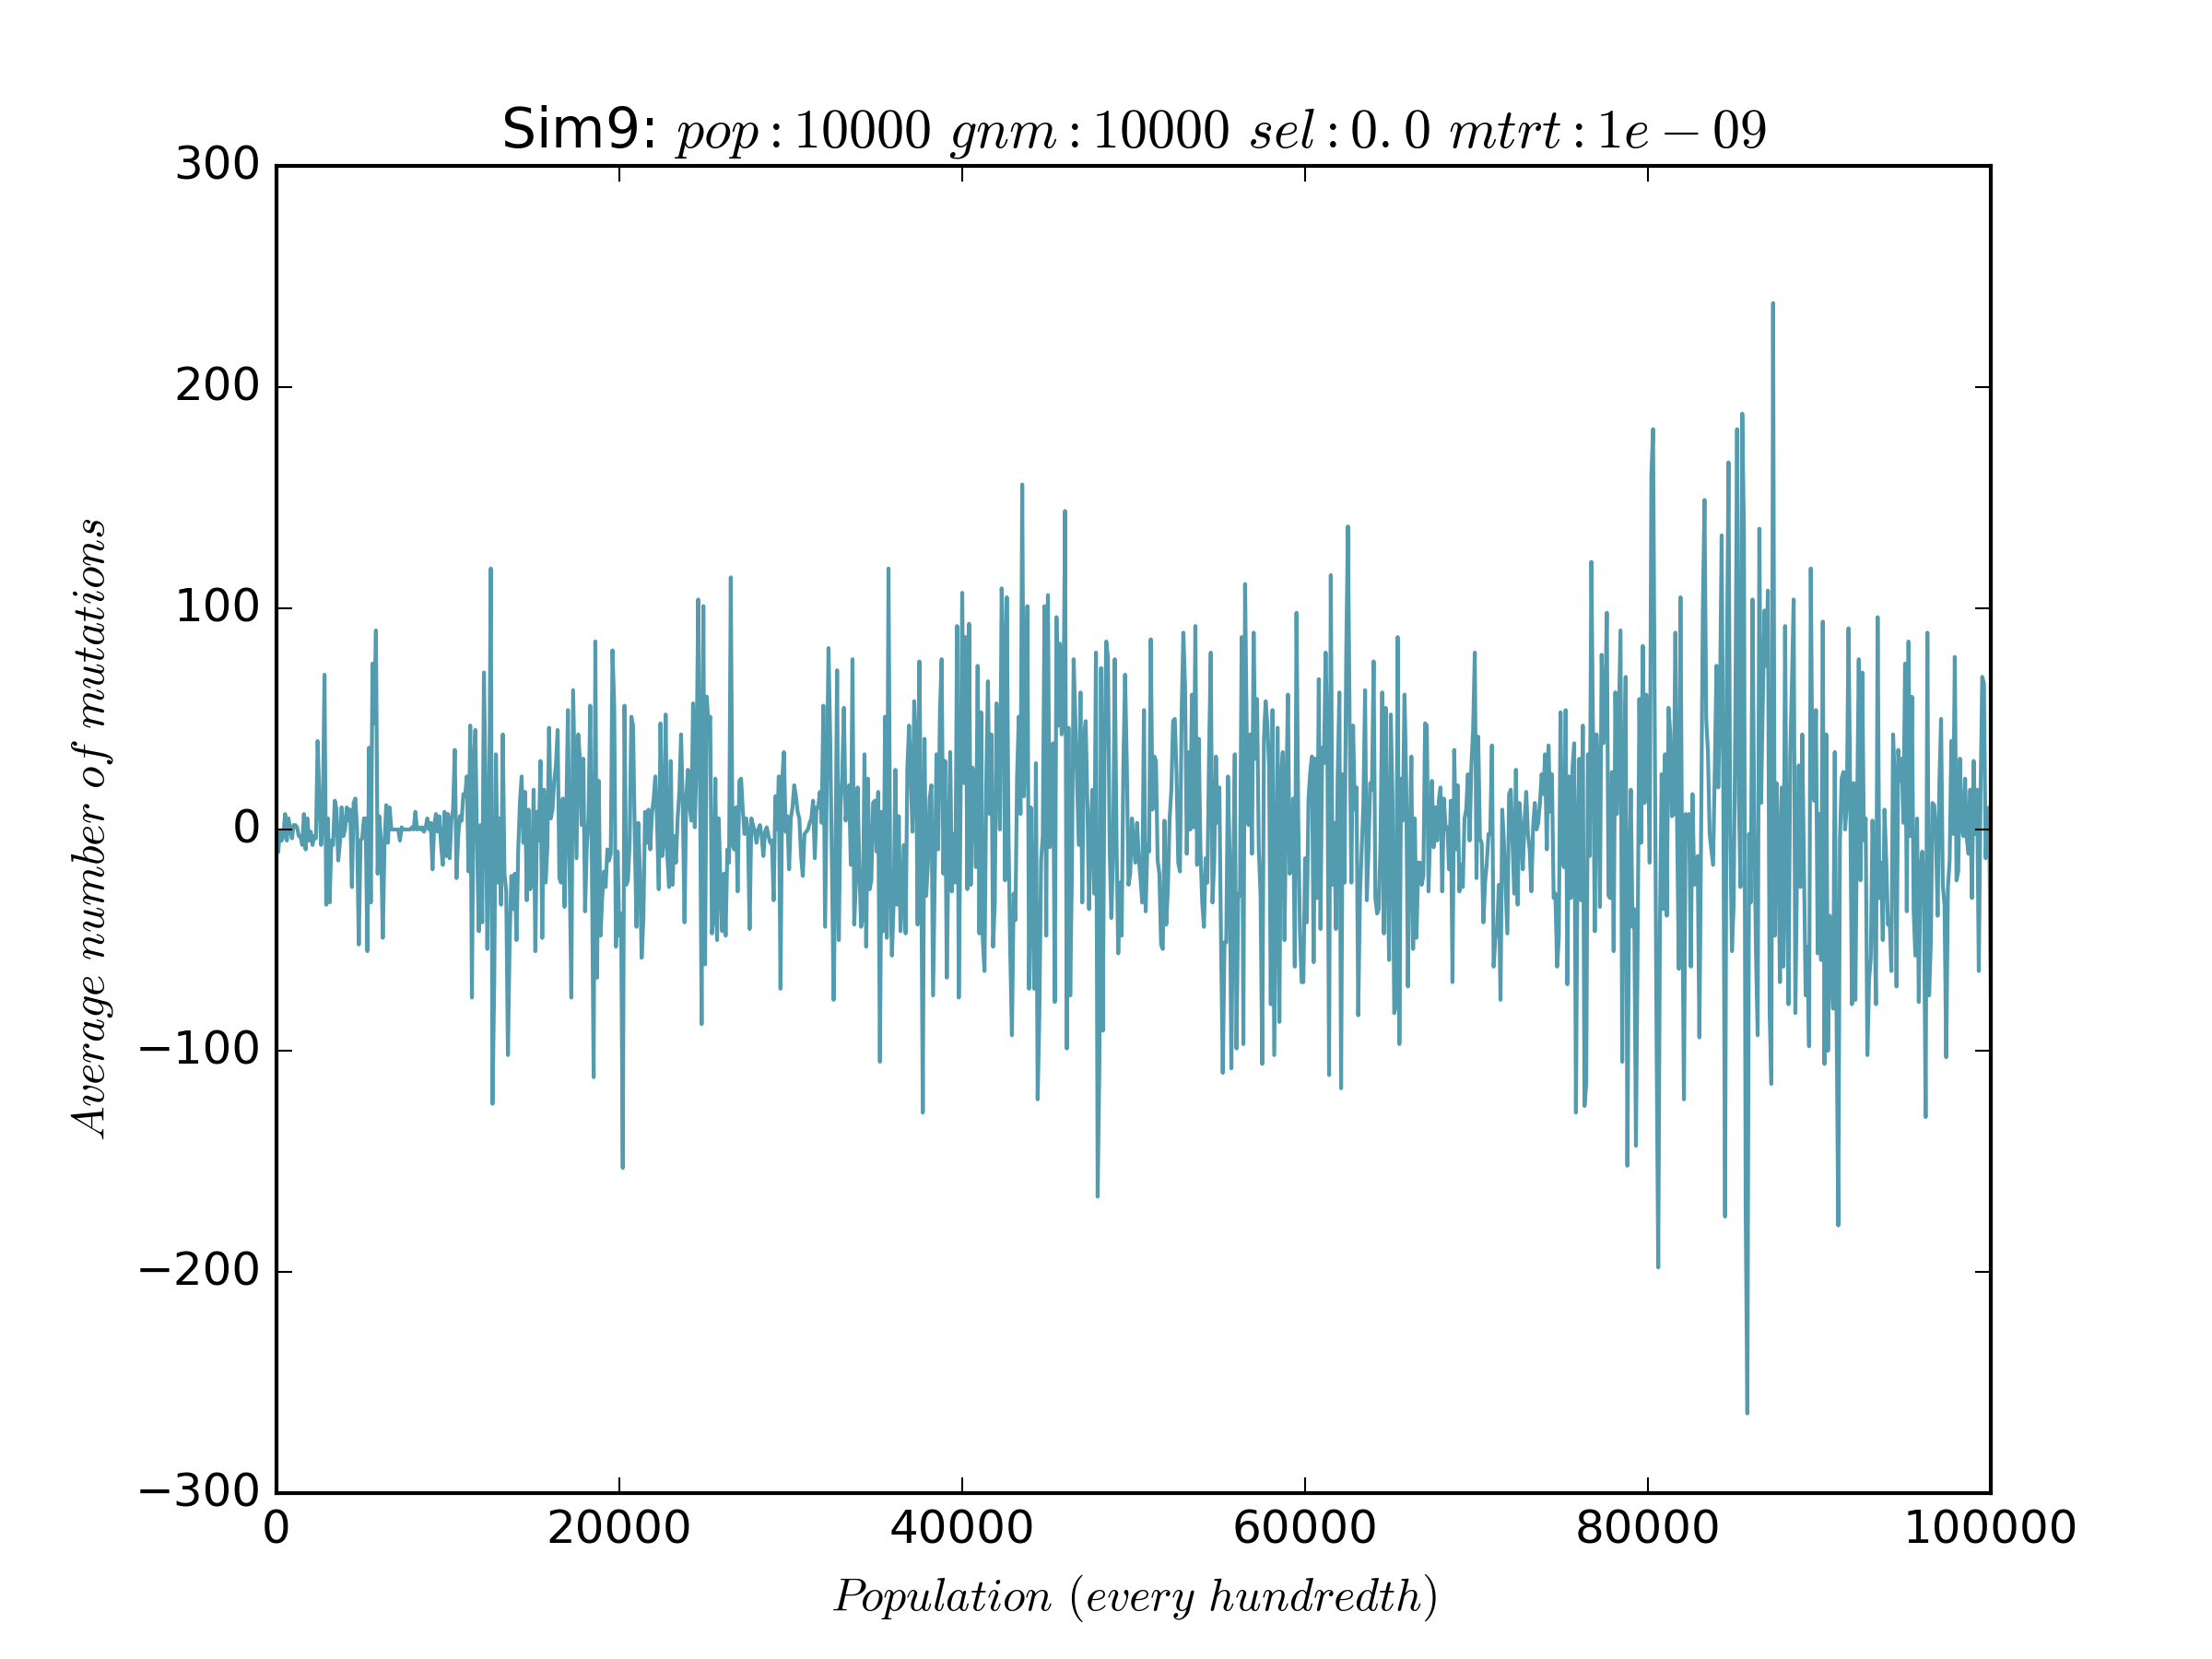 Sim9: pop : 10000 gnm : 10000 sel : 0.0 mtrt : 1e − 09
300
200
100
0
−100
−200
−300
Average number of mutations
0 20000 40000 60000 80000 100000
Population (every hundredth)